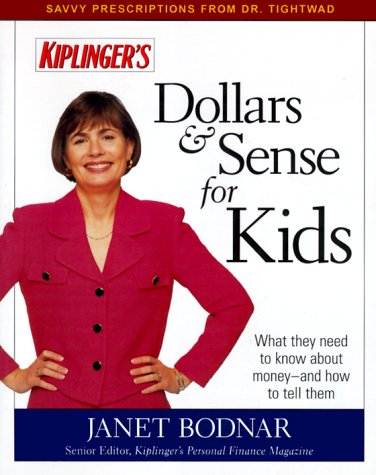 SAVVY PRESCRIPTIONS FROM DR. TIGHTWAD
KIPLINGER'S
Dollars
& Sense
for
Kids
What they need
to know about
money–and how
to tell them
JANET BODNAR
Senior Editor, Kiplinger's Personal Finance Magazine